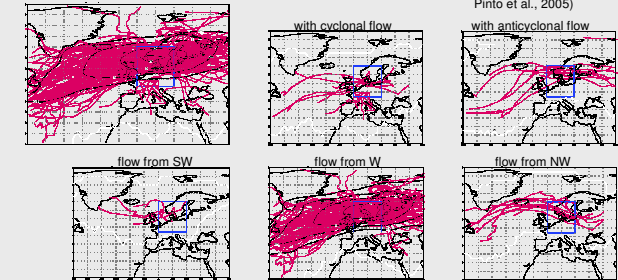 Pinto et al., 2005)
with cyclonal flow
with anticyclonal flow
flow from SW
flow from W
flow from NW